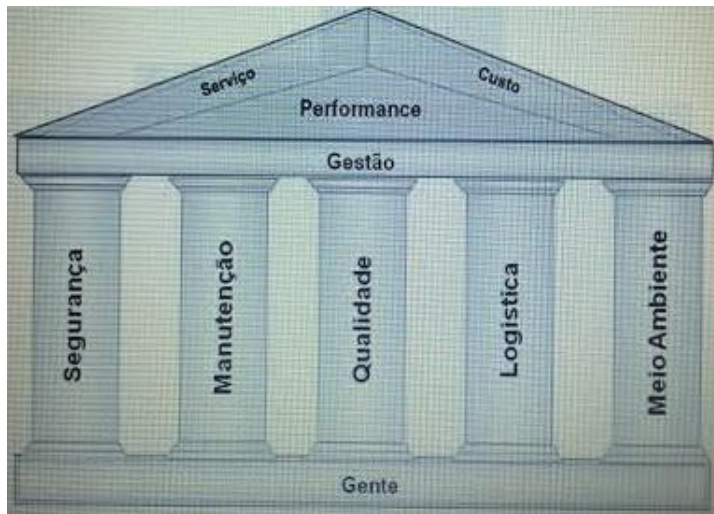 Serviço
Custo
Performance
Gestão
Segurança
Manutenção
Qualidade
Logística
Meio Ambiente
Gente